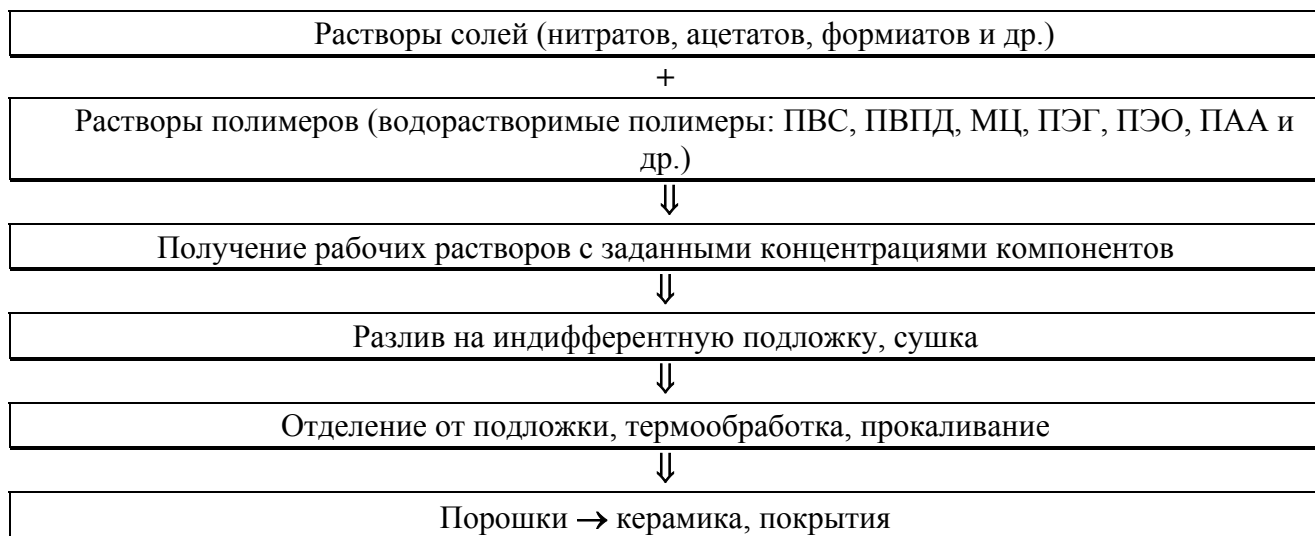 Растворы солей (нитратов, ацетатов, формиатов и др.)
+
Растворы полимеров (водорастворимые полимеры: ПВС, ПВПД, МЦ, ПЭГ, ПЭО, ПАА и
др.)
⇓
Получение рабочих растворов с заданными концентрациями компонентов
⇓
Разлив на индифферентную подложку, сушка
⇓
Отделение от подложки, термообработка, прокаливание
⇓
Порошки → керамика, покрытия